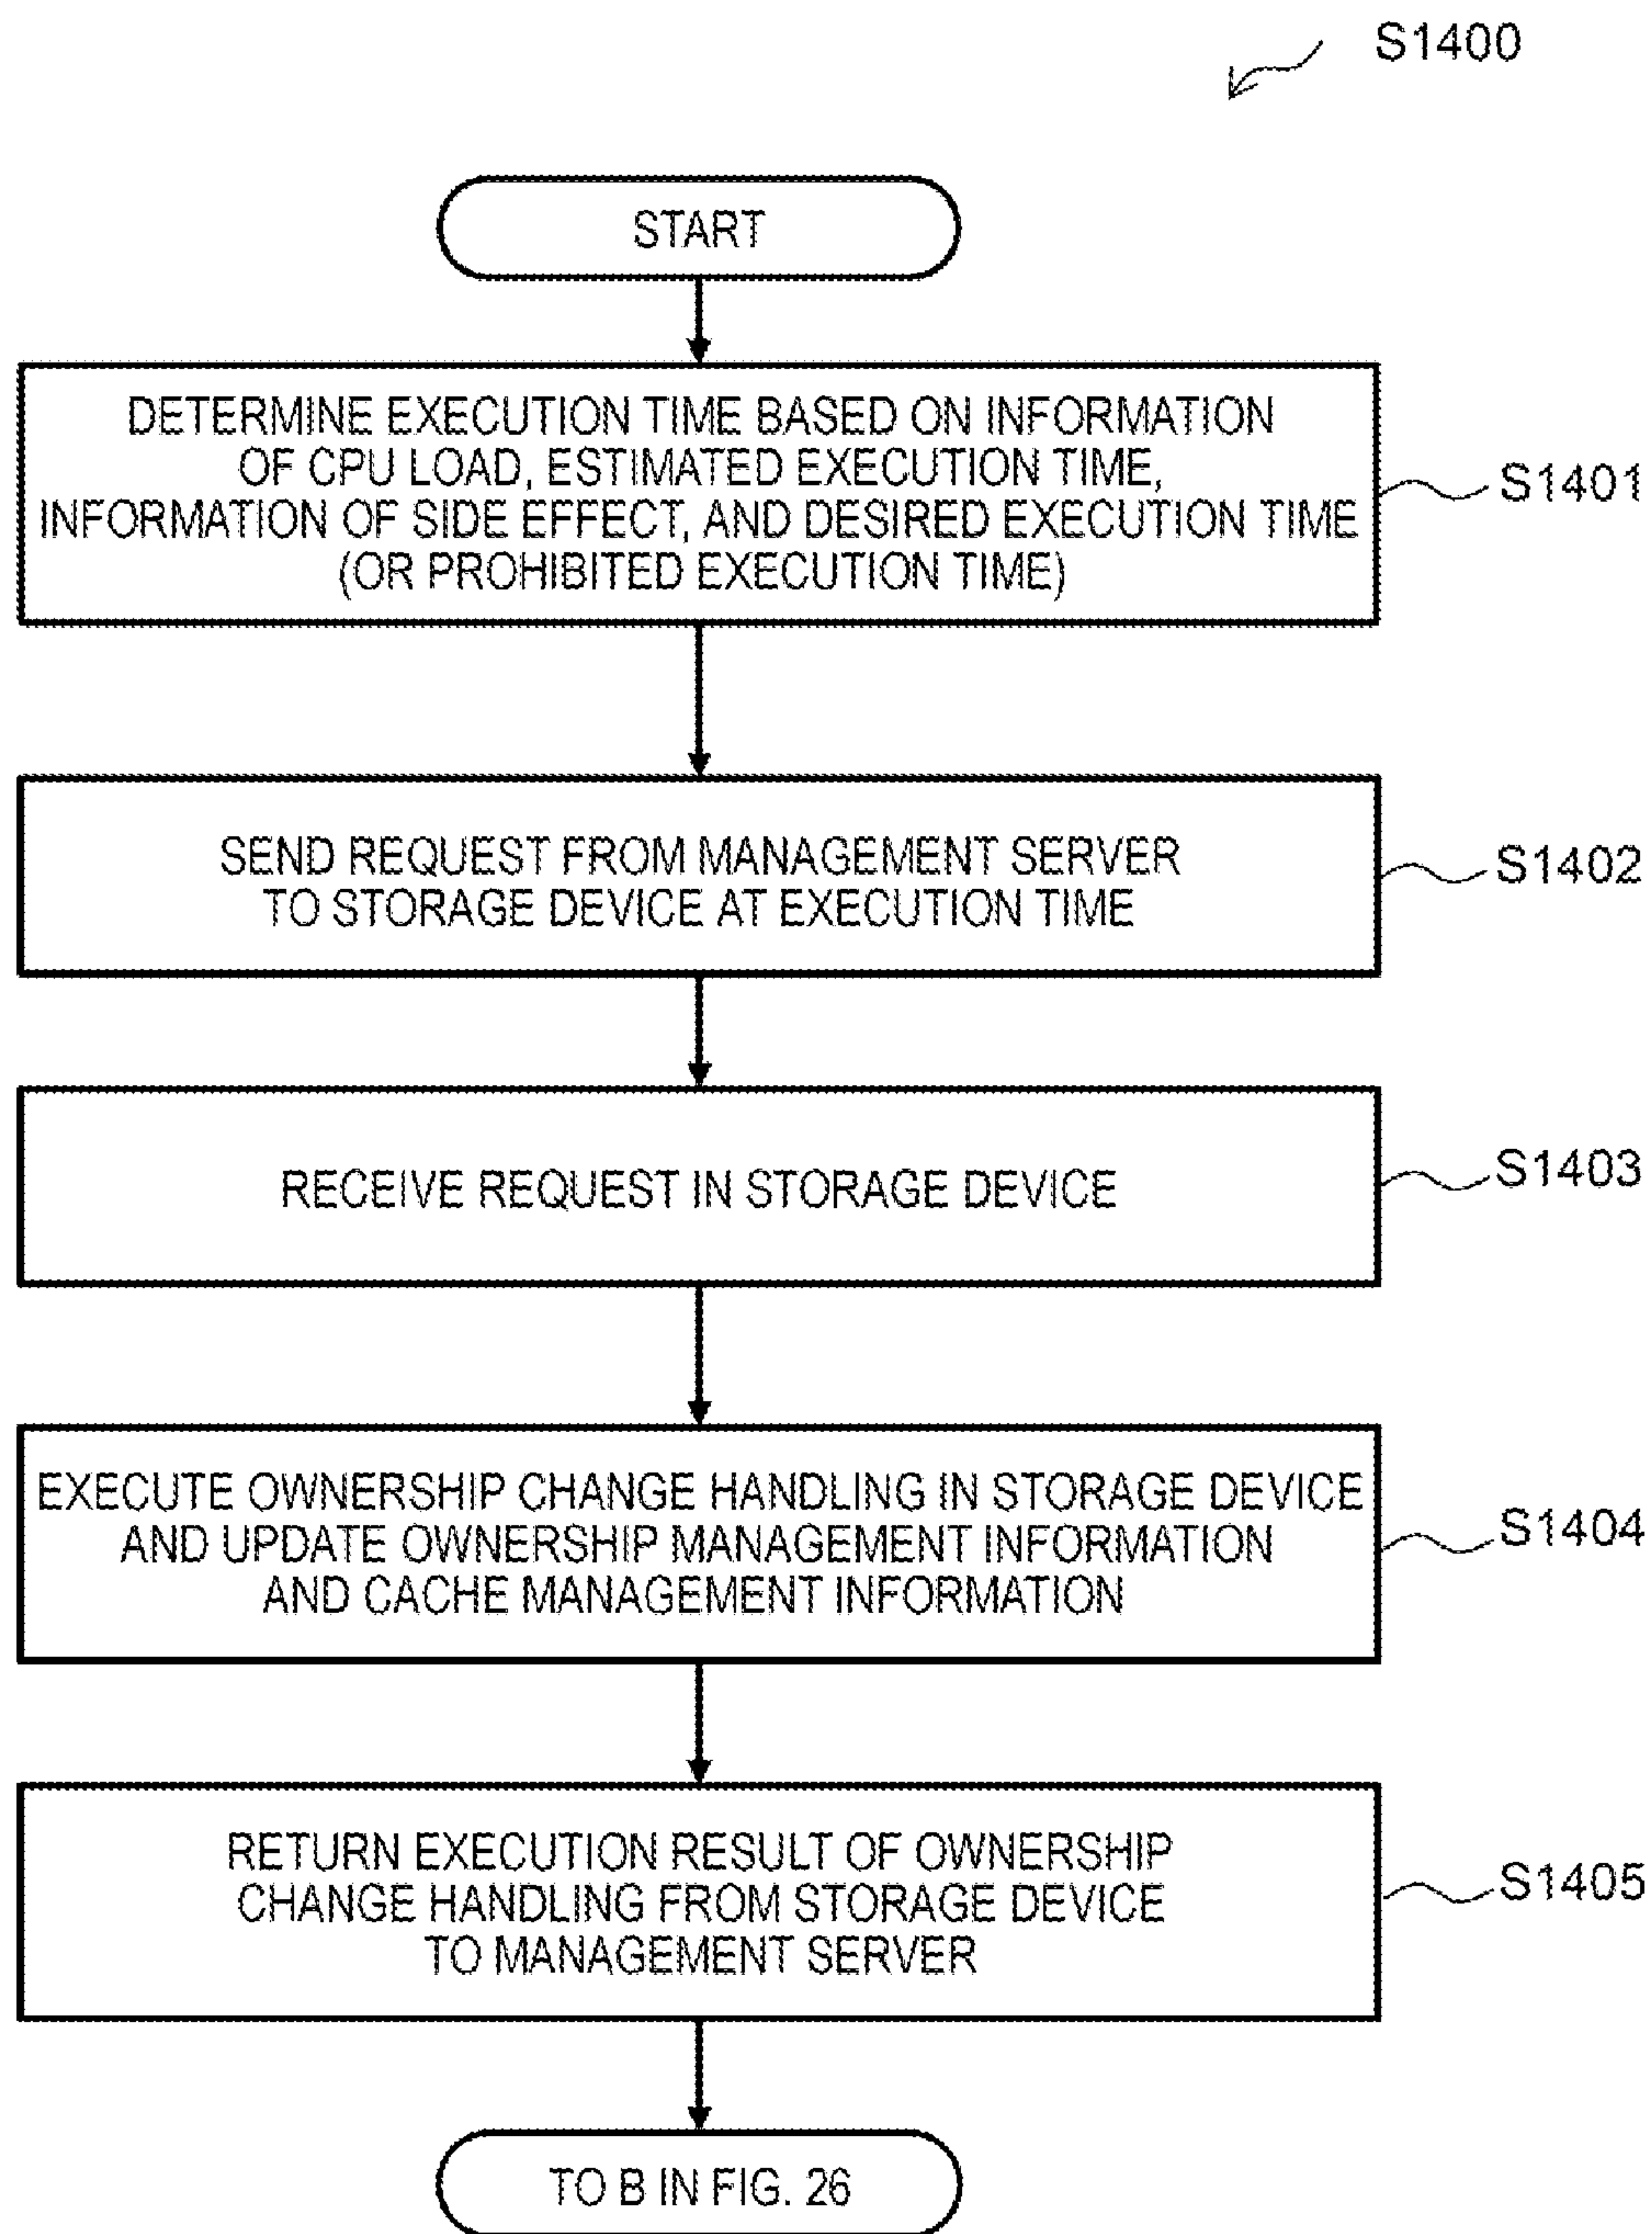 S1400
START
DETERMINE EXECUTION TIME BASED ON INFORMATION
OF CPU LOAD, ESTIMATED EXECUTION TIME,
INFORMATION OF SIDE EFFECT, AND DESIRED EXECUTION TIME
(OR PROHIBITED EXECUTION TIME)
S1401
SEND REQUEST FROM MANAGEMENT SERVER
TO STORAGE DEVICE AT EXECUTION TIME
S1402
RECEIVE REQUEST IN STORAGE DEVICE
S1403
EXECUTE OWNERSHIP CHANGE HANDLING IN STORAGE DEVICE
AND UPDATE OWNERSHIP MANAGEMENT INFORMATION
AND CACHE MANAGEMENT INFORMATION
S1404
RETURN EXECUTION RESULT OF OWNERSHIP
CHANGE HANDLING FROM STORAGE DEVICE
TO MANAGEMENT SERVER
S1405
TO B IN FIG. 26